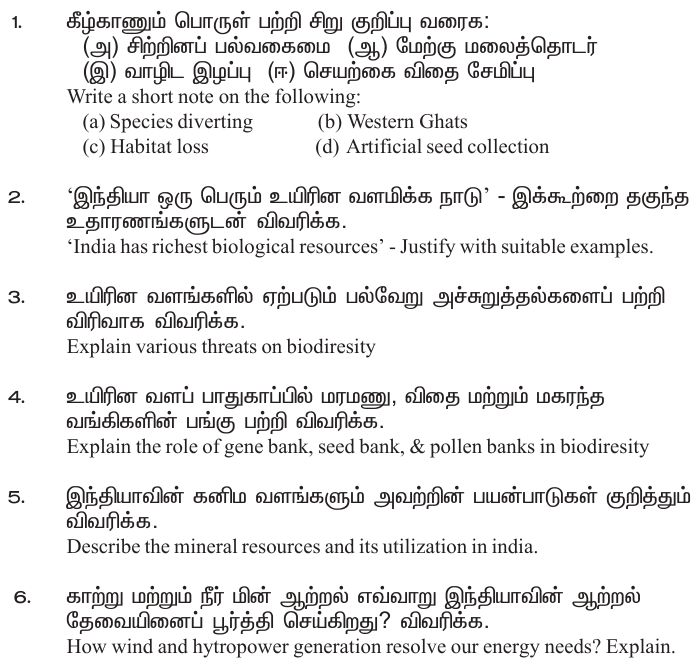 1. கீழ்காணும் பொருள் பற்றி சிறு குறிப்பு வரைக:
(அ) சிற்றினப் பல்வகைமை (ஆ) மேற்கு மலைத்தொடர்
(இ) வாழிட இழப்பு (ஈ) செயற்கை விதை சேமிப்பு
Write a short note on the following:
(a) Species diverting (b) Western Ghats
(c) Habitat loss (d) Artificial seed collection
2. 'இந்தியா ஒரு பெரும் உயிரின வளமிக்க நாடு' - இக்கூற்றை தகுந்த
உதாரணங்களுடன் விவரிக்க.
'India has richest biological resources' - Justify with suitable examples.
3. உயிரின வளங்களில் ஏற்படும் பல்வேறு அச்சுறுத்தல்களைப் பற்றி
விரிவாக விவரிக்க.
Explain various threats on biodiresity
4. உயிரின வளப் பாதுகாப்பில் மரமணு, விதை மற்றும் மகரந்த
வங்கிகளின் பங்கு பற்றி விவரிக்க.
Explain the role of gene bank, seed bank, & pollen banks in biodiresity
5. இந்தியாவின் கனிம வளங்களும் அவற்றின் பயன்பாடுகள் குறித்தும்
விவரிக்க.
Describe the mineral resources and its utilization in india.
6. காற்று மற்றும் நீர் மின் ஆற்றல் எவ்வாறு இந்தியாவின் ஆற்றல்
தேவையினைப் பூர்த்தி செய்கிறது? விவரிக்க.
How wind and hytropower generation resolve our energy needs? Explain.